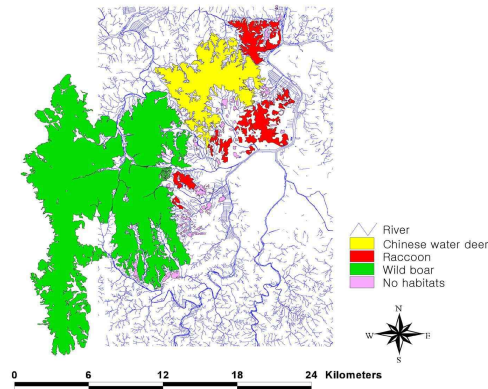 River
Chinese water deer
Raccoon
Wild boar
No habitats
N
W E
S
0 6 12 18 24 Kilometers